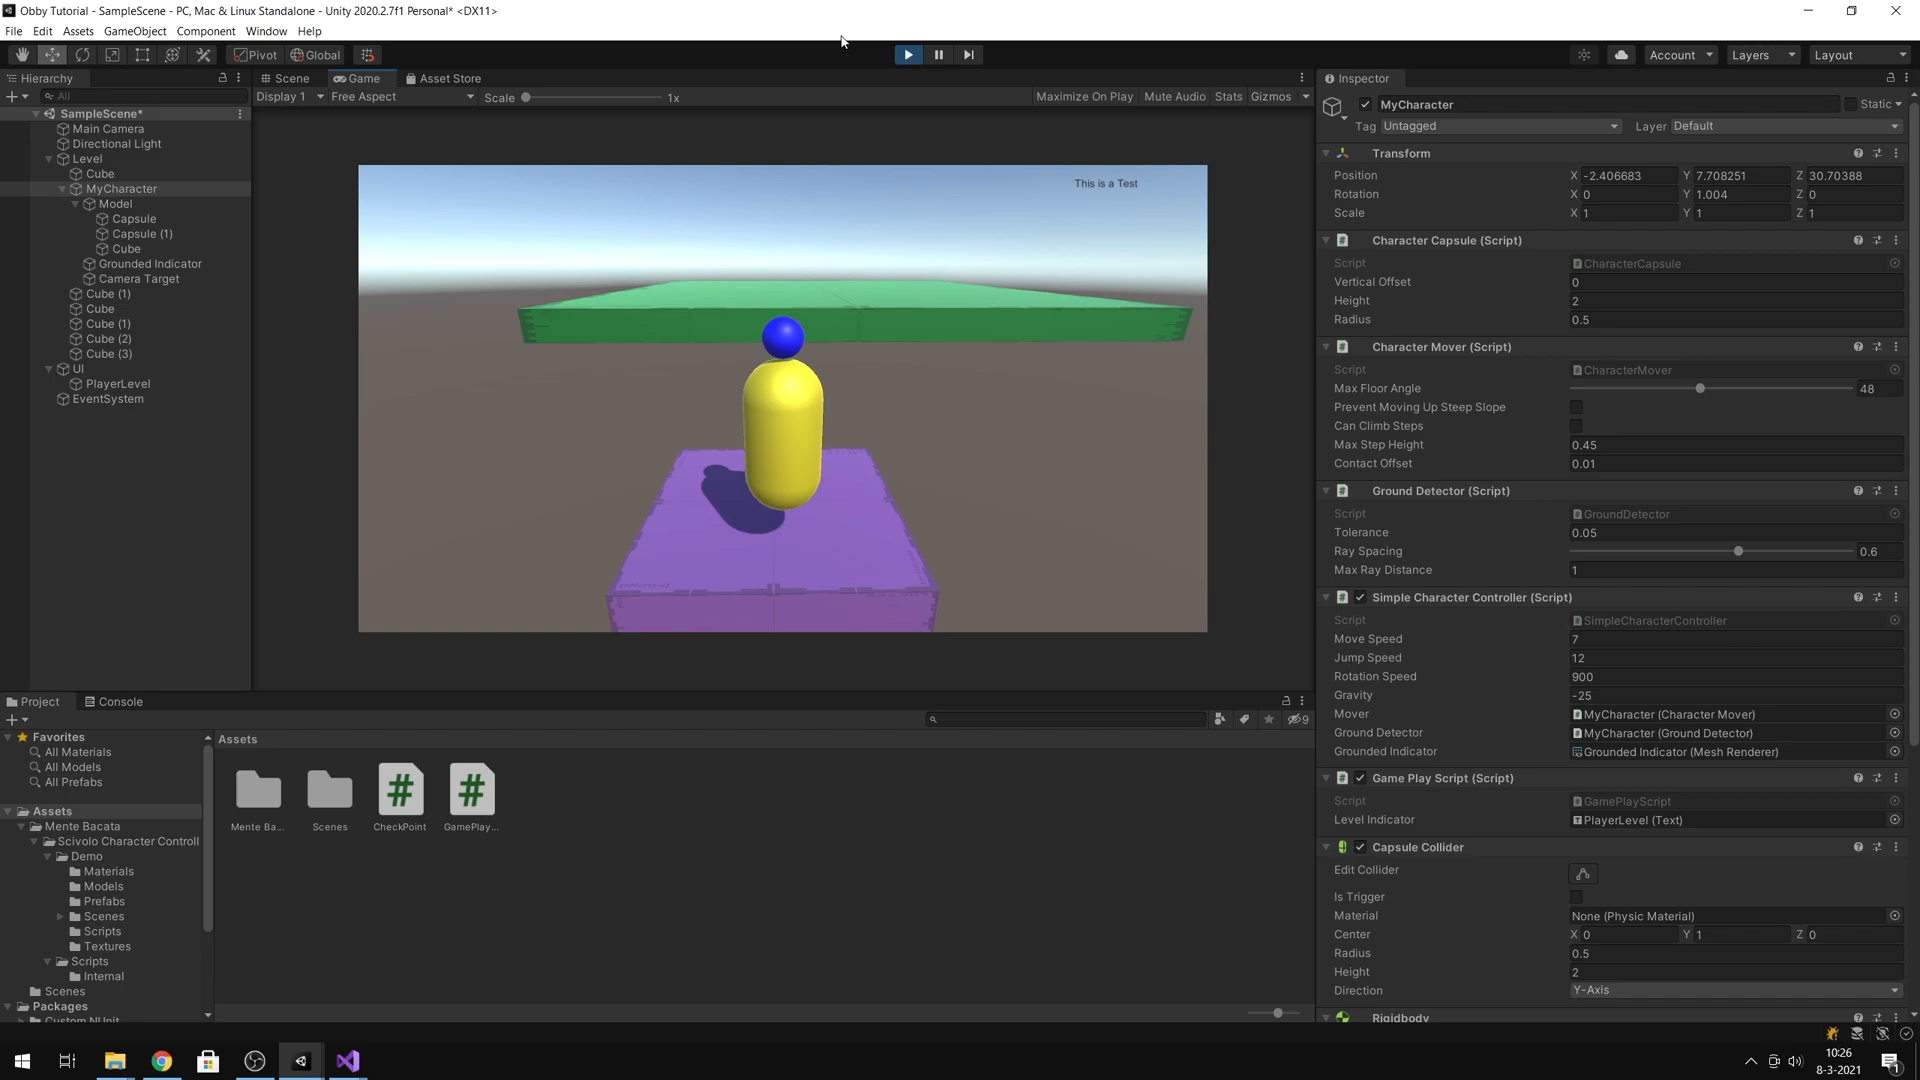 Obby Tutorial - SampleScene - PC, Mac & Linux Standalone - Unity 2020.2.7f1 Personal* <DX11>
File Edit Assets GameObject Component Window Help
Pivot Global Account Layers Layout
Hierarchy Scene Game Asset Store Inspector
All Display 1 Free Aspect Scale 1x Maximize On Play Mute Audio Stats Gizmos
MyCharacter Static
Tag Untagged Layer Default
SampleScene*
Main Camera
Directional Light
Level
Cube
MyCharacter
Model
Capsule
Capsule (1)
Cube
Grounded Indicator
Camera Target
Cube (1)
Cube
Cube (1)
Cube (2)
Cube (3)
UI
PlayerLevel
EventSystem
This is a Test
Transform
Position X -2.406683 Y 7.708251 Z 30.70388
Rotation X 0 Y 1.004 Z 0
Scale X 1 Y 1 Z 1
Character Capsule (Script)
Script CharacterCapsule
Vertical Offset 0
Height 2
Radius 0.5
Character Mover (Script)
Script CharacterMover
Max Floor Angle 48
Prevent Moving Up Steep Slope
Can Climb Steps
Max Step Height 0.45
Contact Offset 0.01
Ground Detector (Script)
Script GroundDetector
Tolerance 0.05
Ray Spacing 0.6
Max Ray Distance 1
Simple Character Controller (Script)
Script SimpleCharacterController
Move Speed 7
Jump Speed 12
Rotation Speed 900
Gravity -25
Mover MyCharacter (Character Mover)
Ground Detector MyCharacter (Ground Detector)
Grounded Indicator Grounded Indicator (Mesh Renderer)
Game Play Script (Script)
Script GamePlayScript
Level Indicator PlayerLevel (Text)
Capsule Collider
Edit Collider
Is Trigger
Material None (Physic Material)
Center X 0 Y 1 Z 0
Radius 0.5
Height 2
Direction Y-Axis
Rigidbody
Project Console
9
Favorites
All Materials
All Models
All Prefabs
Assets
Mente Bacata
Scivolo Character Controll
Demo
Materials
Models
Prefabs
Scenes
Scripts
Textures
Scripts
Internal
Scenes
Packages
Custom NUnit
Assets
Mente Ba... Scenes CheckPoint GamePlay...
10:26
8-3-2021
1